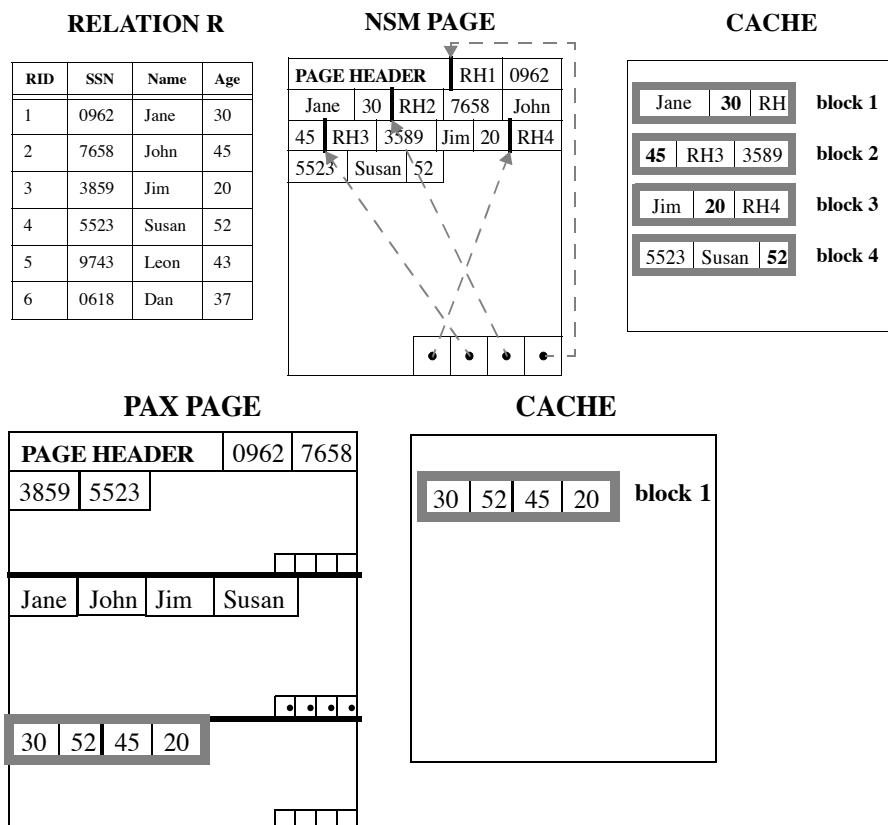 RELATION R
RID SSN Name Age
1 0962 Jane 30
2 7658 John 45
3 3859 Jim 20
4 5523 Susan 52
5 9743 Leon 43
6 0618 Dan 37
NSM PAGE
PAGE HEADER RH1 0962
Jane 30 RH2 7658 John
45 RH3 3589 Jim 20 RH4
5523 Susan 52
CACHE
Jane 30 RH block 1
45 RH3 3589 block 2
Jim 20 RH4 block 3
5523 Susan 52 block 4
PAX PAGE
PAGE HEADER 0962 7658
3859 5523
Jane John Jim Susan
30 52 45 20
CACHE
30 52 45 20 block 1